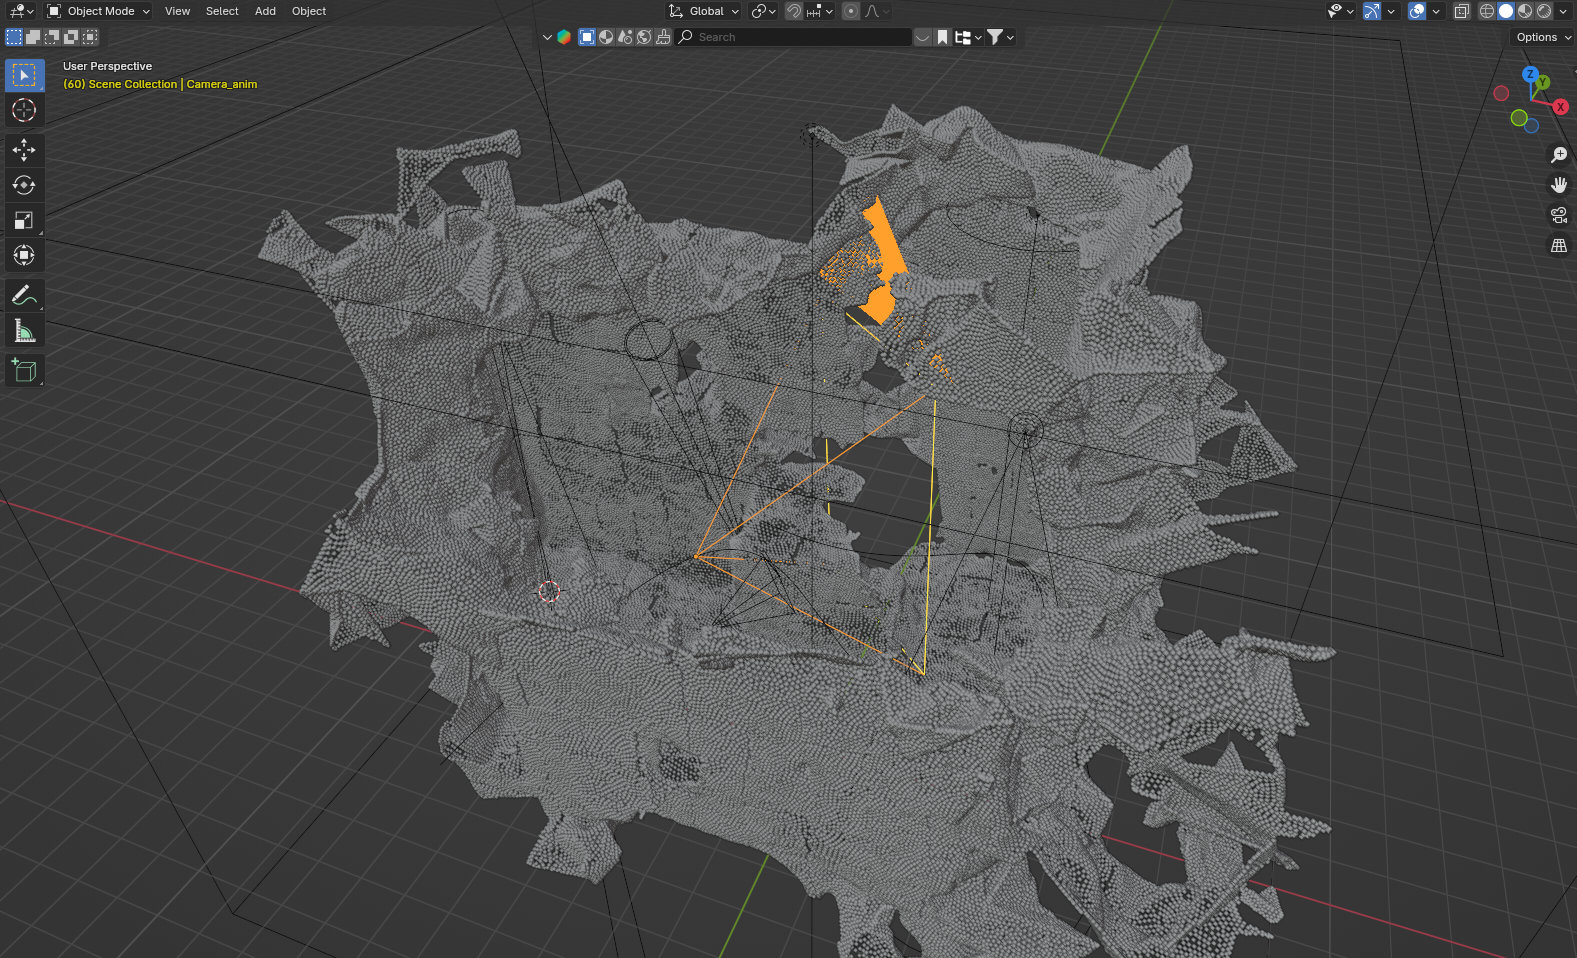 Object Mode View Select Add Object Global
Search Options
User Perspective
(60) Scene Collection | Camera_anim
Z
Y
X